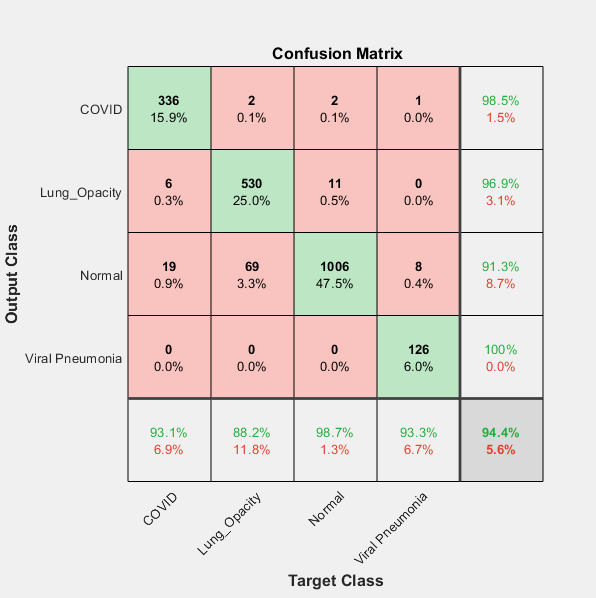 Confusion Matrix
COVID
336 2 2 1 98.5%
15.9% 0.1% 0.1% 0.0% 1.5%
Lung_Opacity
6 530 11 0 96.9%
0.3% 25.0% 0.5% 0.0% 3.1%
Normal
19 69 1006 8 91.3%
0.9% 3.3% 47.5% 0.4% 8.7%
Viral Pneumonia
0 0 0 126 100%
0.0% 0.0% 0.0% 6.0% 0.0%
93.1% 88.2% 98.7% 93.3% 94.4%
6.9% 11.8% 1.3% 6.7% 5.6%
COVID
Lung_Opacity
Normal
Viral Pneumonia
Target Class
Output Class